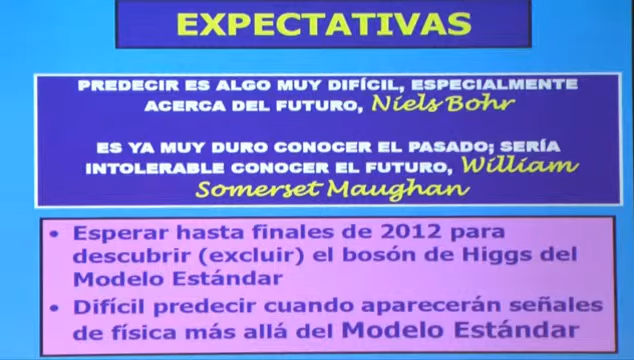 EXPECTATIVAS
PREDECIR ES ALGO MUY DIFÍCIL, ESPECIALMENTE
ACERCA DEL FUTURO, Niels Bohr
ES YA MUY DURO CONOCER EL PASADO; SERÍA
INTOLERABLE CONOCER EL FUTURO, William
Somerset Maughan
• Esperar hasta finales de 2012 para
descubrir (excluir) el bosón de Higgs del
Modelo Estándar
• Difícil predecir cuando aparecerán señales
de física más allá del Modelo Estándar